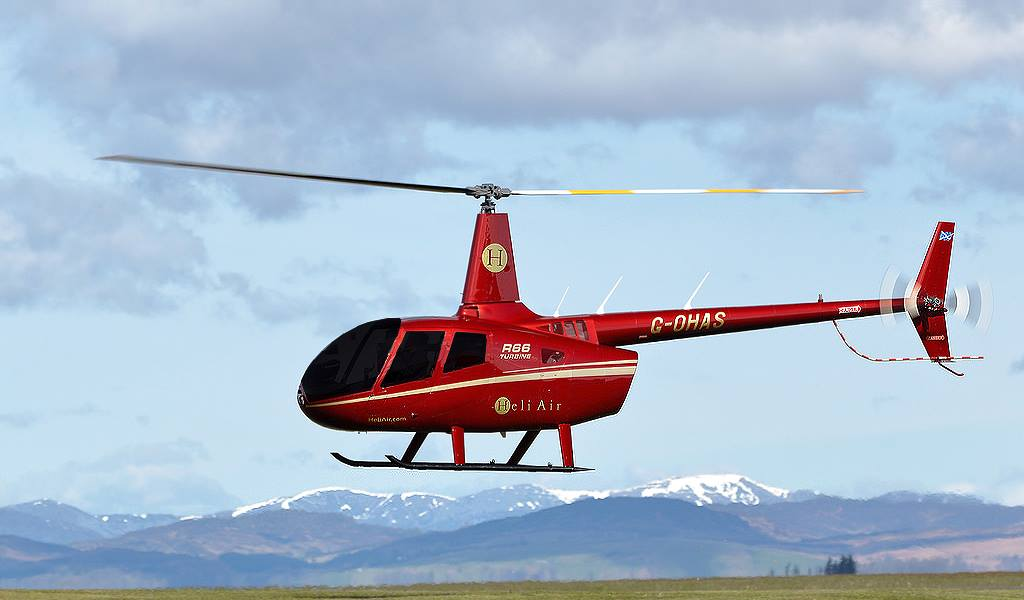 H
G-OHAS
R66
TURBINE
Heli Air
HeliAir.com